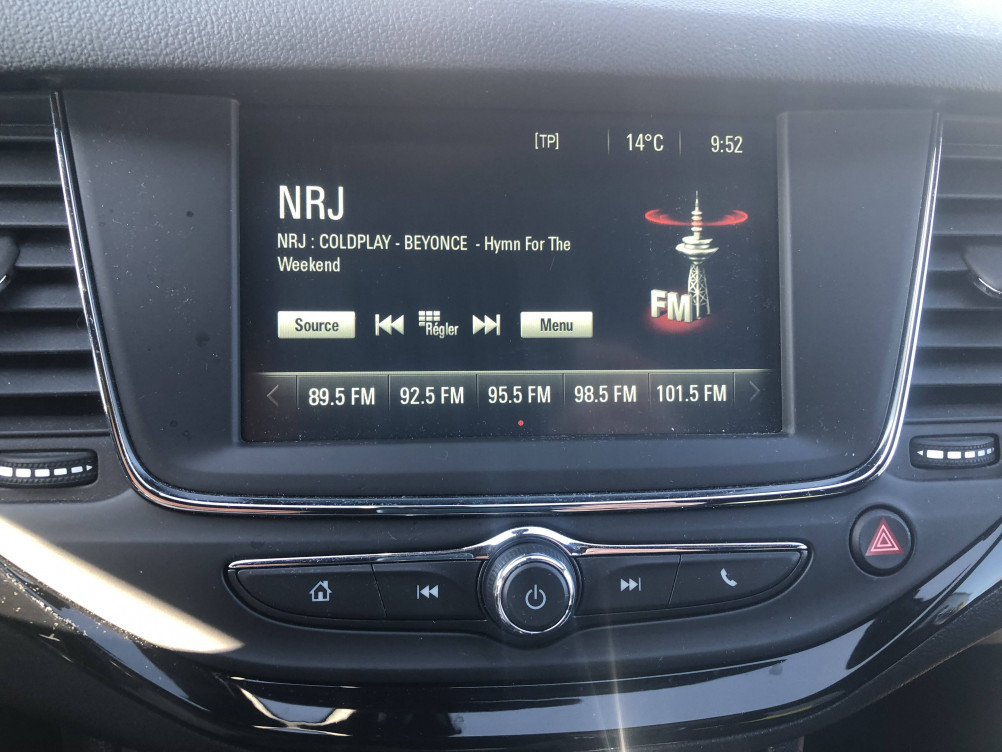 [TP] 14°C 9:52
NRJ
NRJ : COLDPLAY - BEYONCE - Hymn For The
Weekend
FM
Source Régler Menu
89.5 FM 92.5 FM 95.5 FM 98.5 FM 101.5 FM